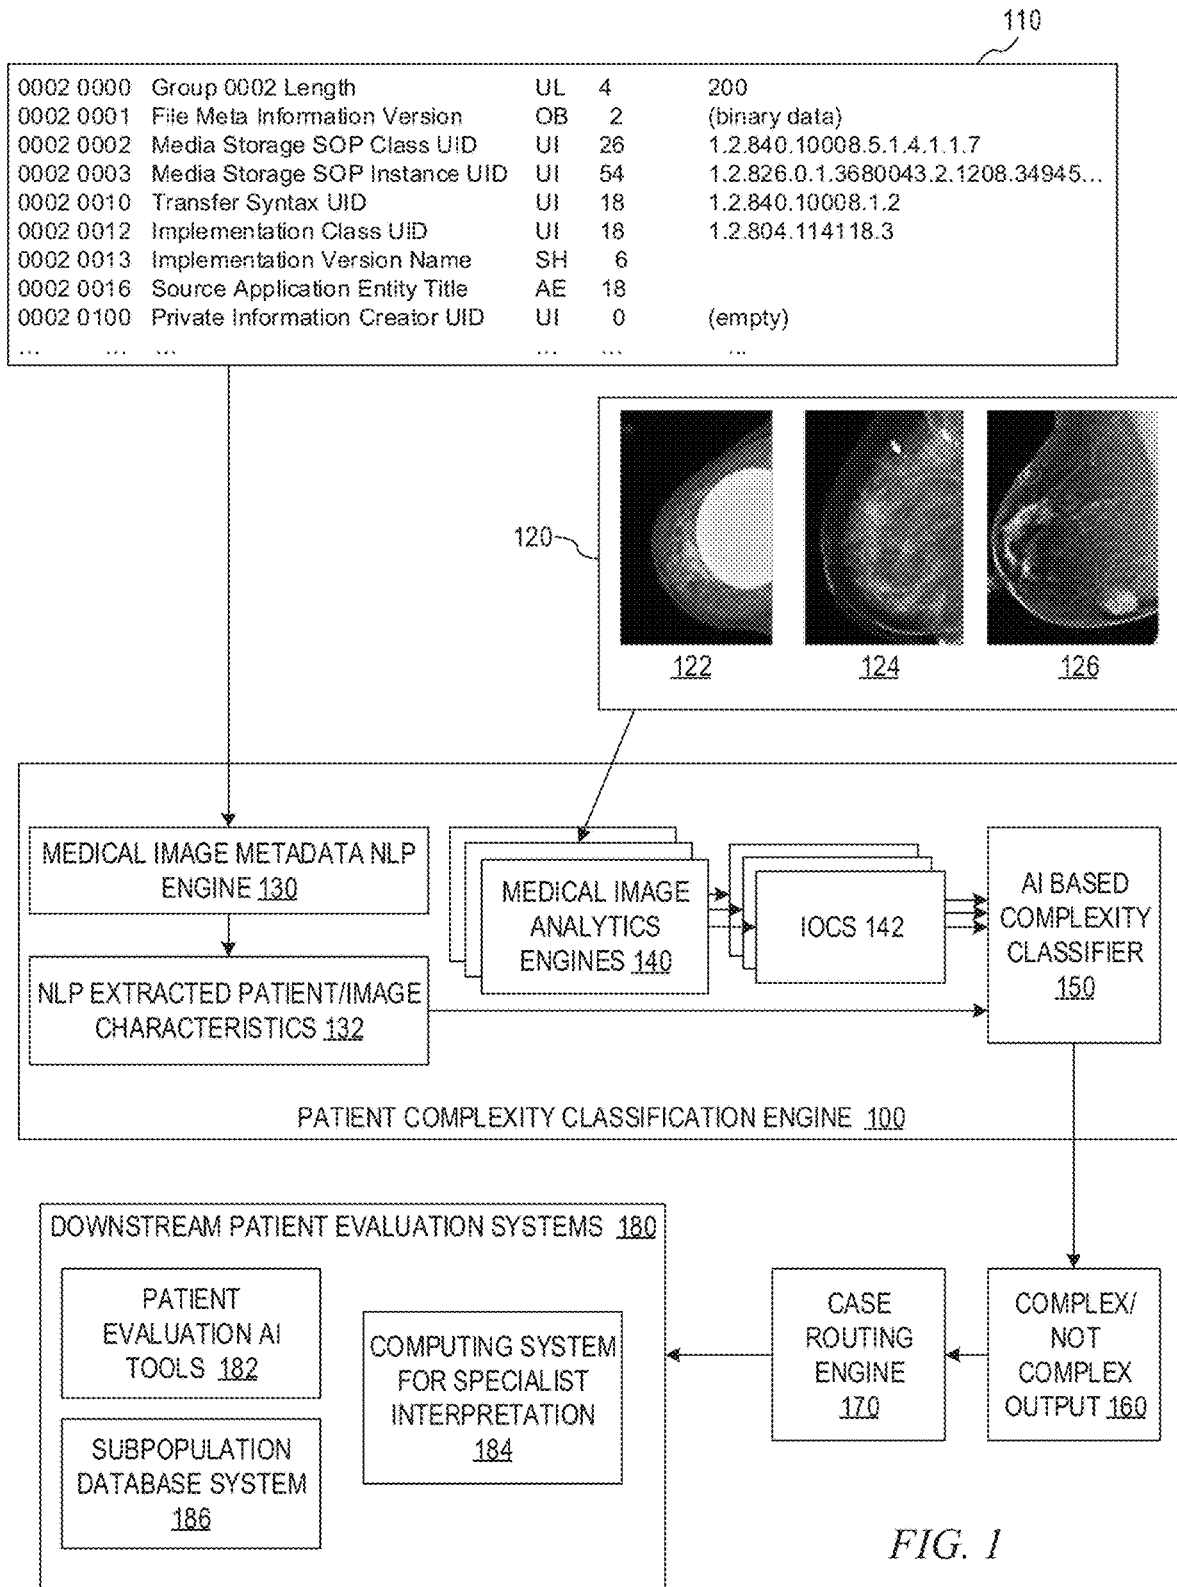 110
0002 0000 Group 0002 Length UL 4 200
0002 0001 File Meta Information Version OB 2 (binary data)
0002 0002 Media Storage SOP Class UID UI 26 1.2.840.10008.5.1.4.1.1.7
0002 0003 Media Storage SOP Instance UID UI 54 1.2.826.0.1.3680043.2.1208.34945...
0002 0010 Transfer Syntax UID UI 18 1.2.840.10008.1.2
0002 0012 Implementation Class UID UI 18 1.2.804.114118.3
0002 0013 Implementation Version Name SH 6
0002 0016 Source Application Entity Title AE 18
0002 0100 Private Information Creator UID UI 0 (empty)
... ... ... ... ... ...
120
122 124 126
MEDICAL IMAGE METADATA NLP
ENGINE 130
NLP EXTRACTED PATIENT/IMAGE
CHARACTERISTICS 132
MEDICAL IMAGE
ANALYTICS
ENGINES 140
IOCS 142
AI BASED
COMPLEXITY
CLASSIFIER
150
PATIENT COMPLEXITY CLASSIFICATION ENGINE 100
DOWNSTREAM PATIENT EVALUATION SYSTEMS 180
PATIENT
EVALUATION AI
TOOLS 182
SUBPOPULATION
DATABASE SYSTEM
186
COMPUTING SYSTEM
FOR SPECIALIST
INTERPRETATION
184
CASE
ROUTING
ENGINE
170
COMPLEX/
NOT
COMPLEX
OUTPUT 160
FIG. 1